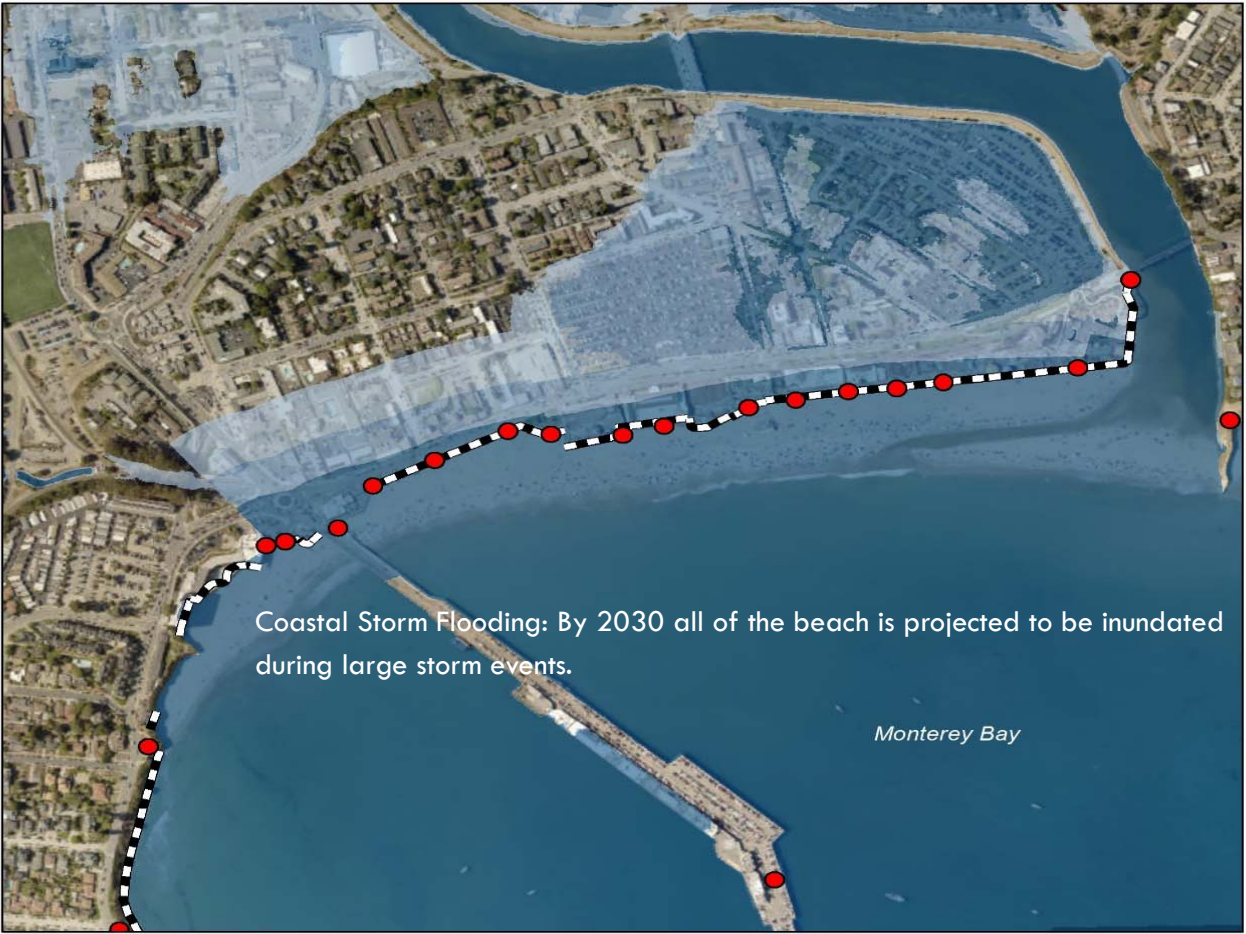 Coastal Storm Flooding: By 2030 all of the beach is projected to be inundated
during large storm events.
Monterey Bay